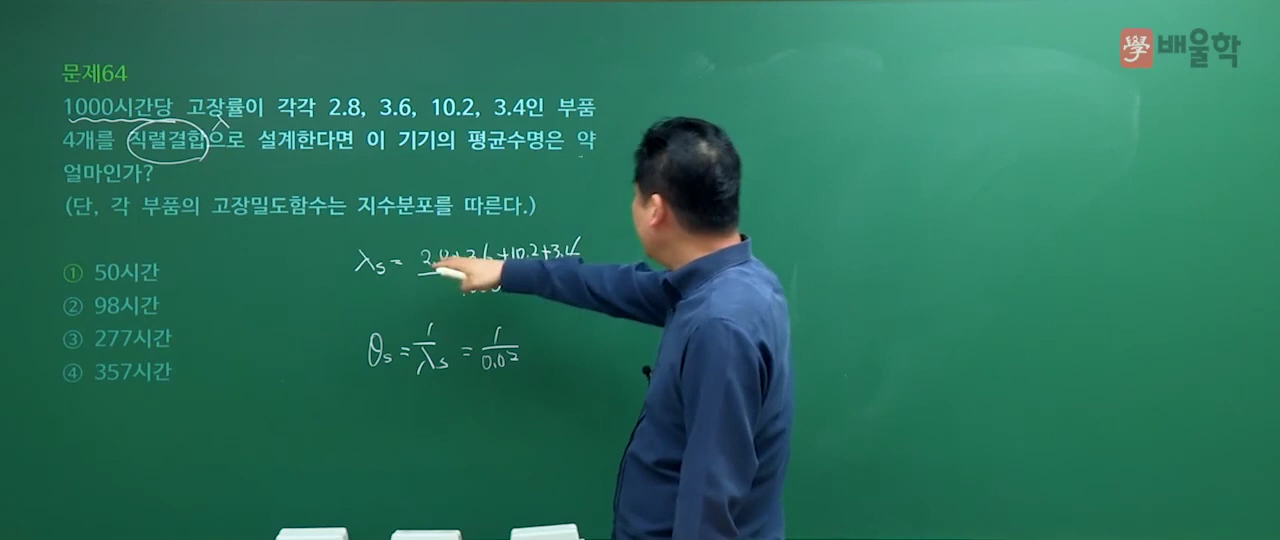 學 배울학
문제64
1000시간당 고장률이 각각 2.8, 3.6, 10.2, 3.4인 부품
4개를 직렬결합으로 설계한다면 이 기기의 평균수명은 약
얼마인가?
(단, 각 부품의 고장밀도함수는 지수분포를 따른다.)
① 50시간
② 98시간
③ 277시간
④ 357시간
λs = +10.2+3.4
θs = 1/λs = 1/0.02